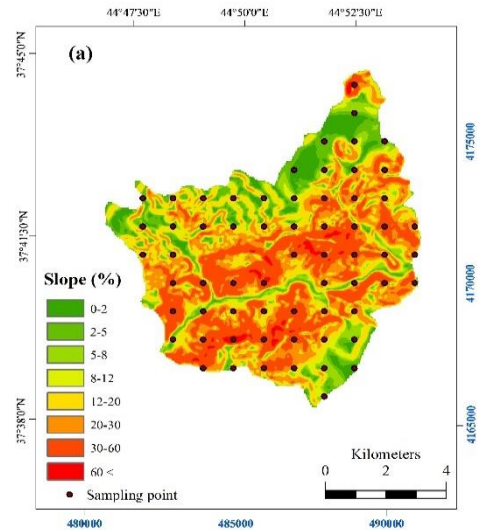 44°47'30"E 44°50'0"E 44°52'30"E
37°45'0"N
(a)
4175000
37°41'30"N
Slope (%)
4170000
0-2
2-5
5-8
8-12
12-20
20-30
30-60
60 <
Sampling point
37°38'0"N
4165000
Kilometers
0 2 4
480000 485000 490000